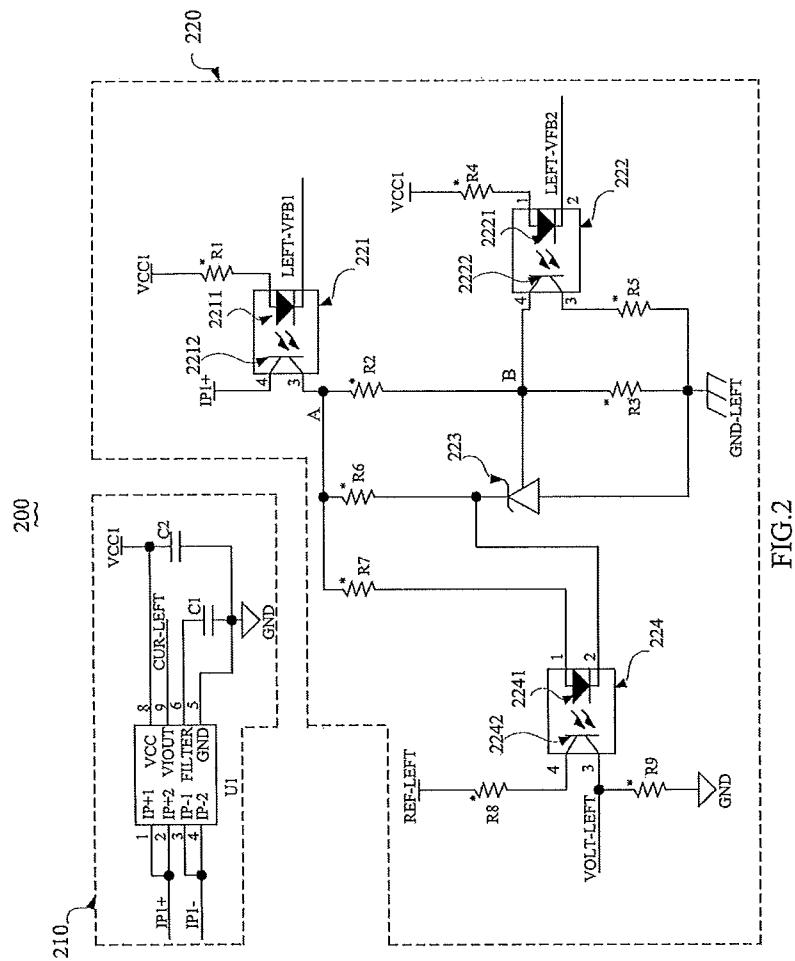 200
210
IP1+
IP1-
1
2
3
4
IP+1
IP+2
IP-1
IP-2
VCC
VIOUT
FILTER
GND
U1
8
9
6
5
CUR-LEFT
VCC1
C1
C2
GND
220
VCC1
* R1
LEFT-VFB1
2211
2212
221
IP1+
4
3
A
* R2
* R6
* R7
B
VCC1
* R4
LEFT-VFB2
1
2
2221
2222
222
4
3
* R5
* R3
GND-LEFT
223
1
2
2241
2242
224
REF-LEFT
* R8
4
3
VOLT-LEFT
* R9
GND
FIG.2